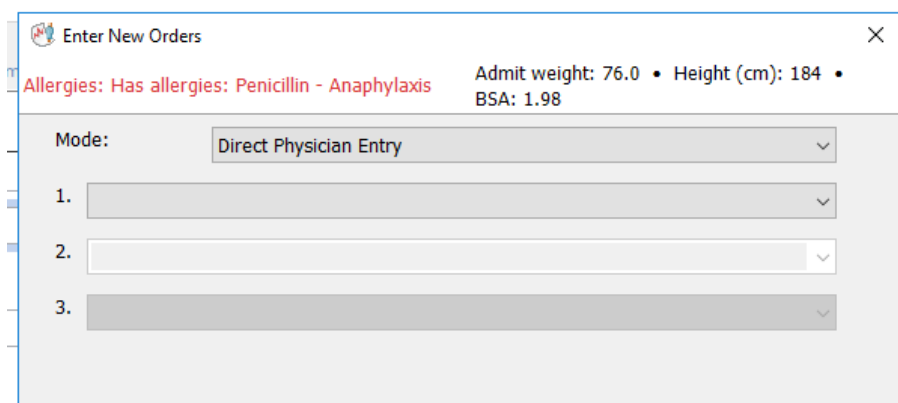 Enter New Orders
Allergies: Has allergies: Penicillin - Anaphylaxis
Admit weight: 76.0 • Height (cm): 184 •
BSA: 1.98
Mode:
Direct Physician Entry
1.
2.
3.